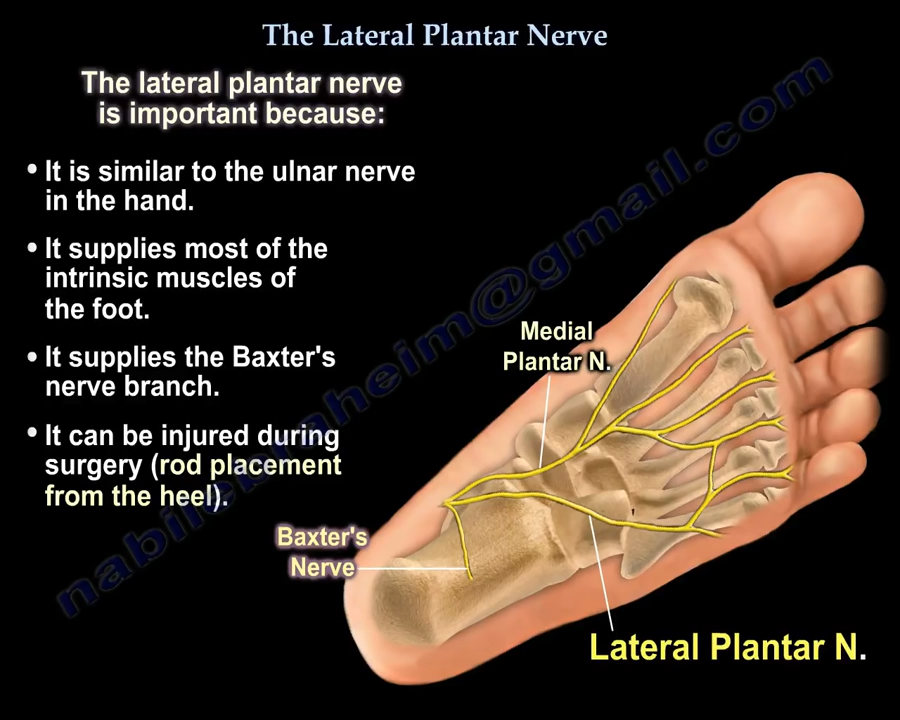 The Lateral Plantar Nerve
The lateral plantar nerve
is important because:
• It is similar to the ulnar nerve
in the hand.
• It supplies most of the
intrinsic muscles of
the foot.
• It supplies the Baxter's
nerve branch.
• It can be injured during
surgery (rod placement
from the heel).
Medial
Plantar N.
Baxter's
Nerve
Lateral Plantar N.
nabilebraheim@gmail.com